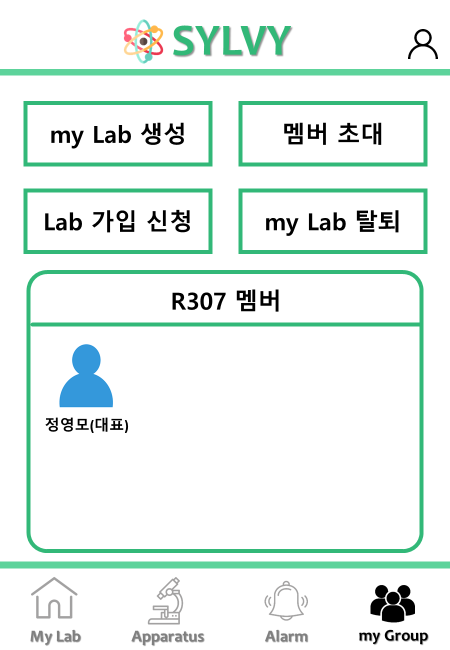 SYLVY
my Lab 생성
멤버 초대
Lab 가입 신청
my Lab 탈퇴
R307 멤버
정영모(대표)
My Lab
Apparatus
Alarm
my Group